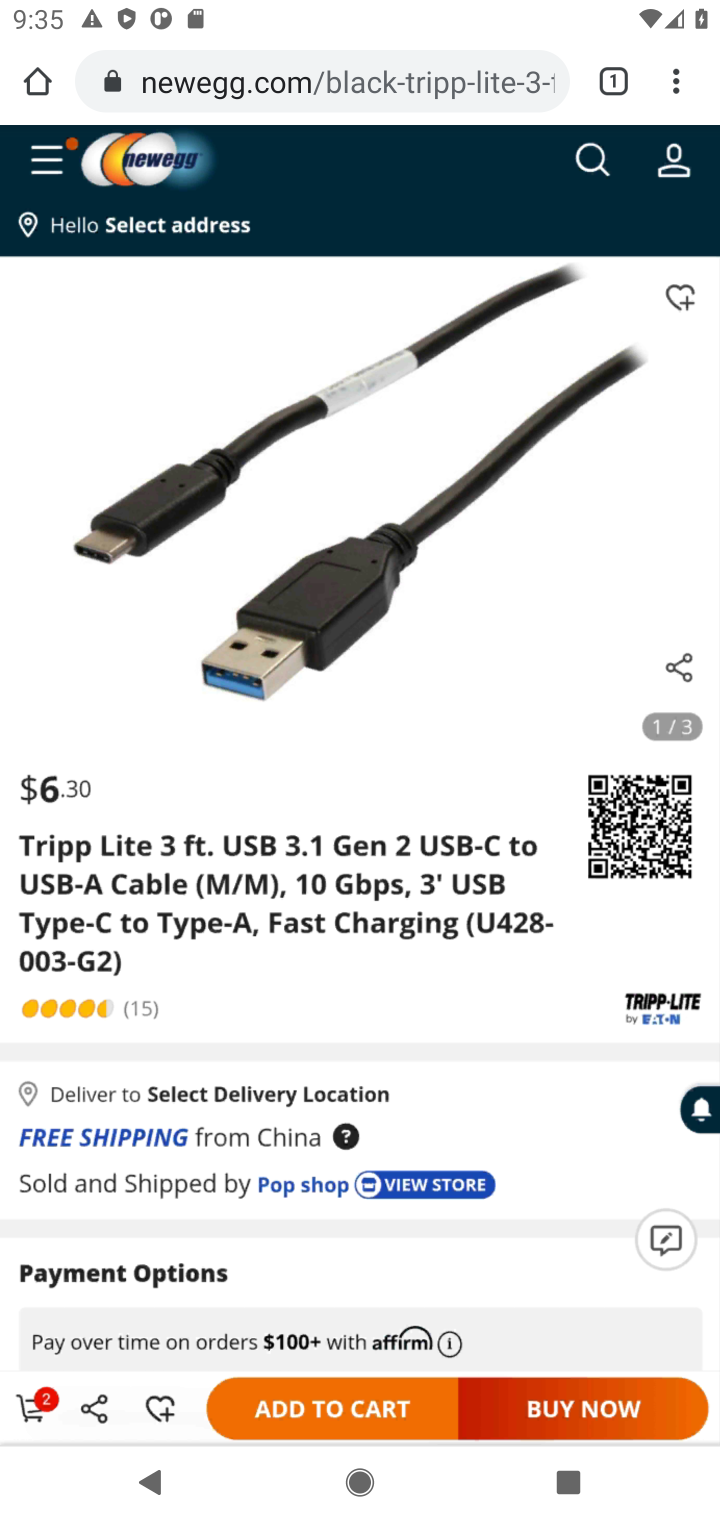 9:35
newegg.com/black-tripp-lite-3-f
1
newegg
Hello Select address
1 / 3
$6.30
Tripp Lite 3 ft. USB 3.1 Gen 2 USB-C to
USB-A Cable (M/M), 10 Gbps, 3' USB
Type-C to Type-A, Fast Charging (U428-
003-G2)
(15)
TRIPP·LITE
by EATON
Deliver to Select Delivery Location
FREE SHIPPING from China ?
Sold and Shipped by Pop shop VIEW STORE
Payment Options
Pay over time on orders $100+ with affirm i
2
ADD TO CART
BUY NOW